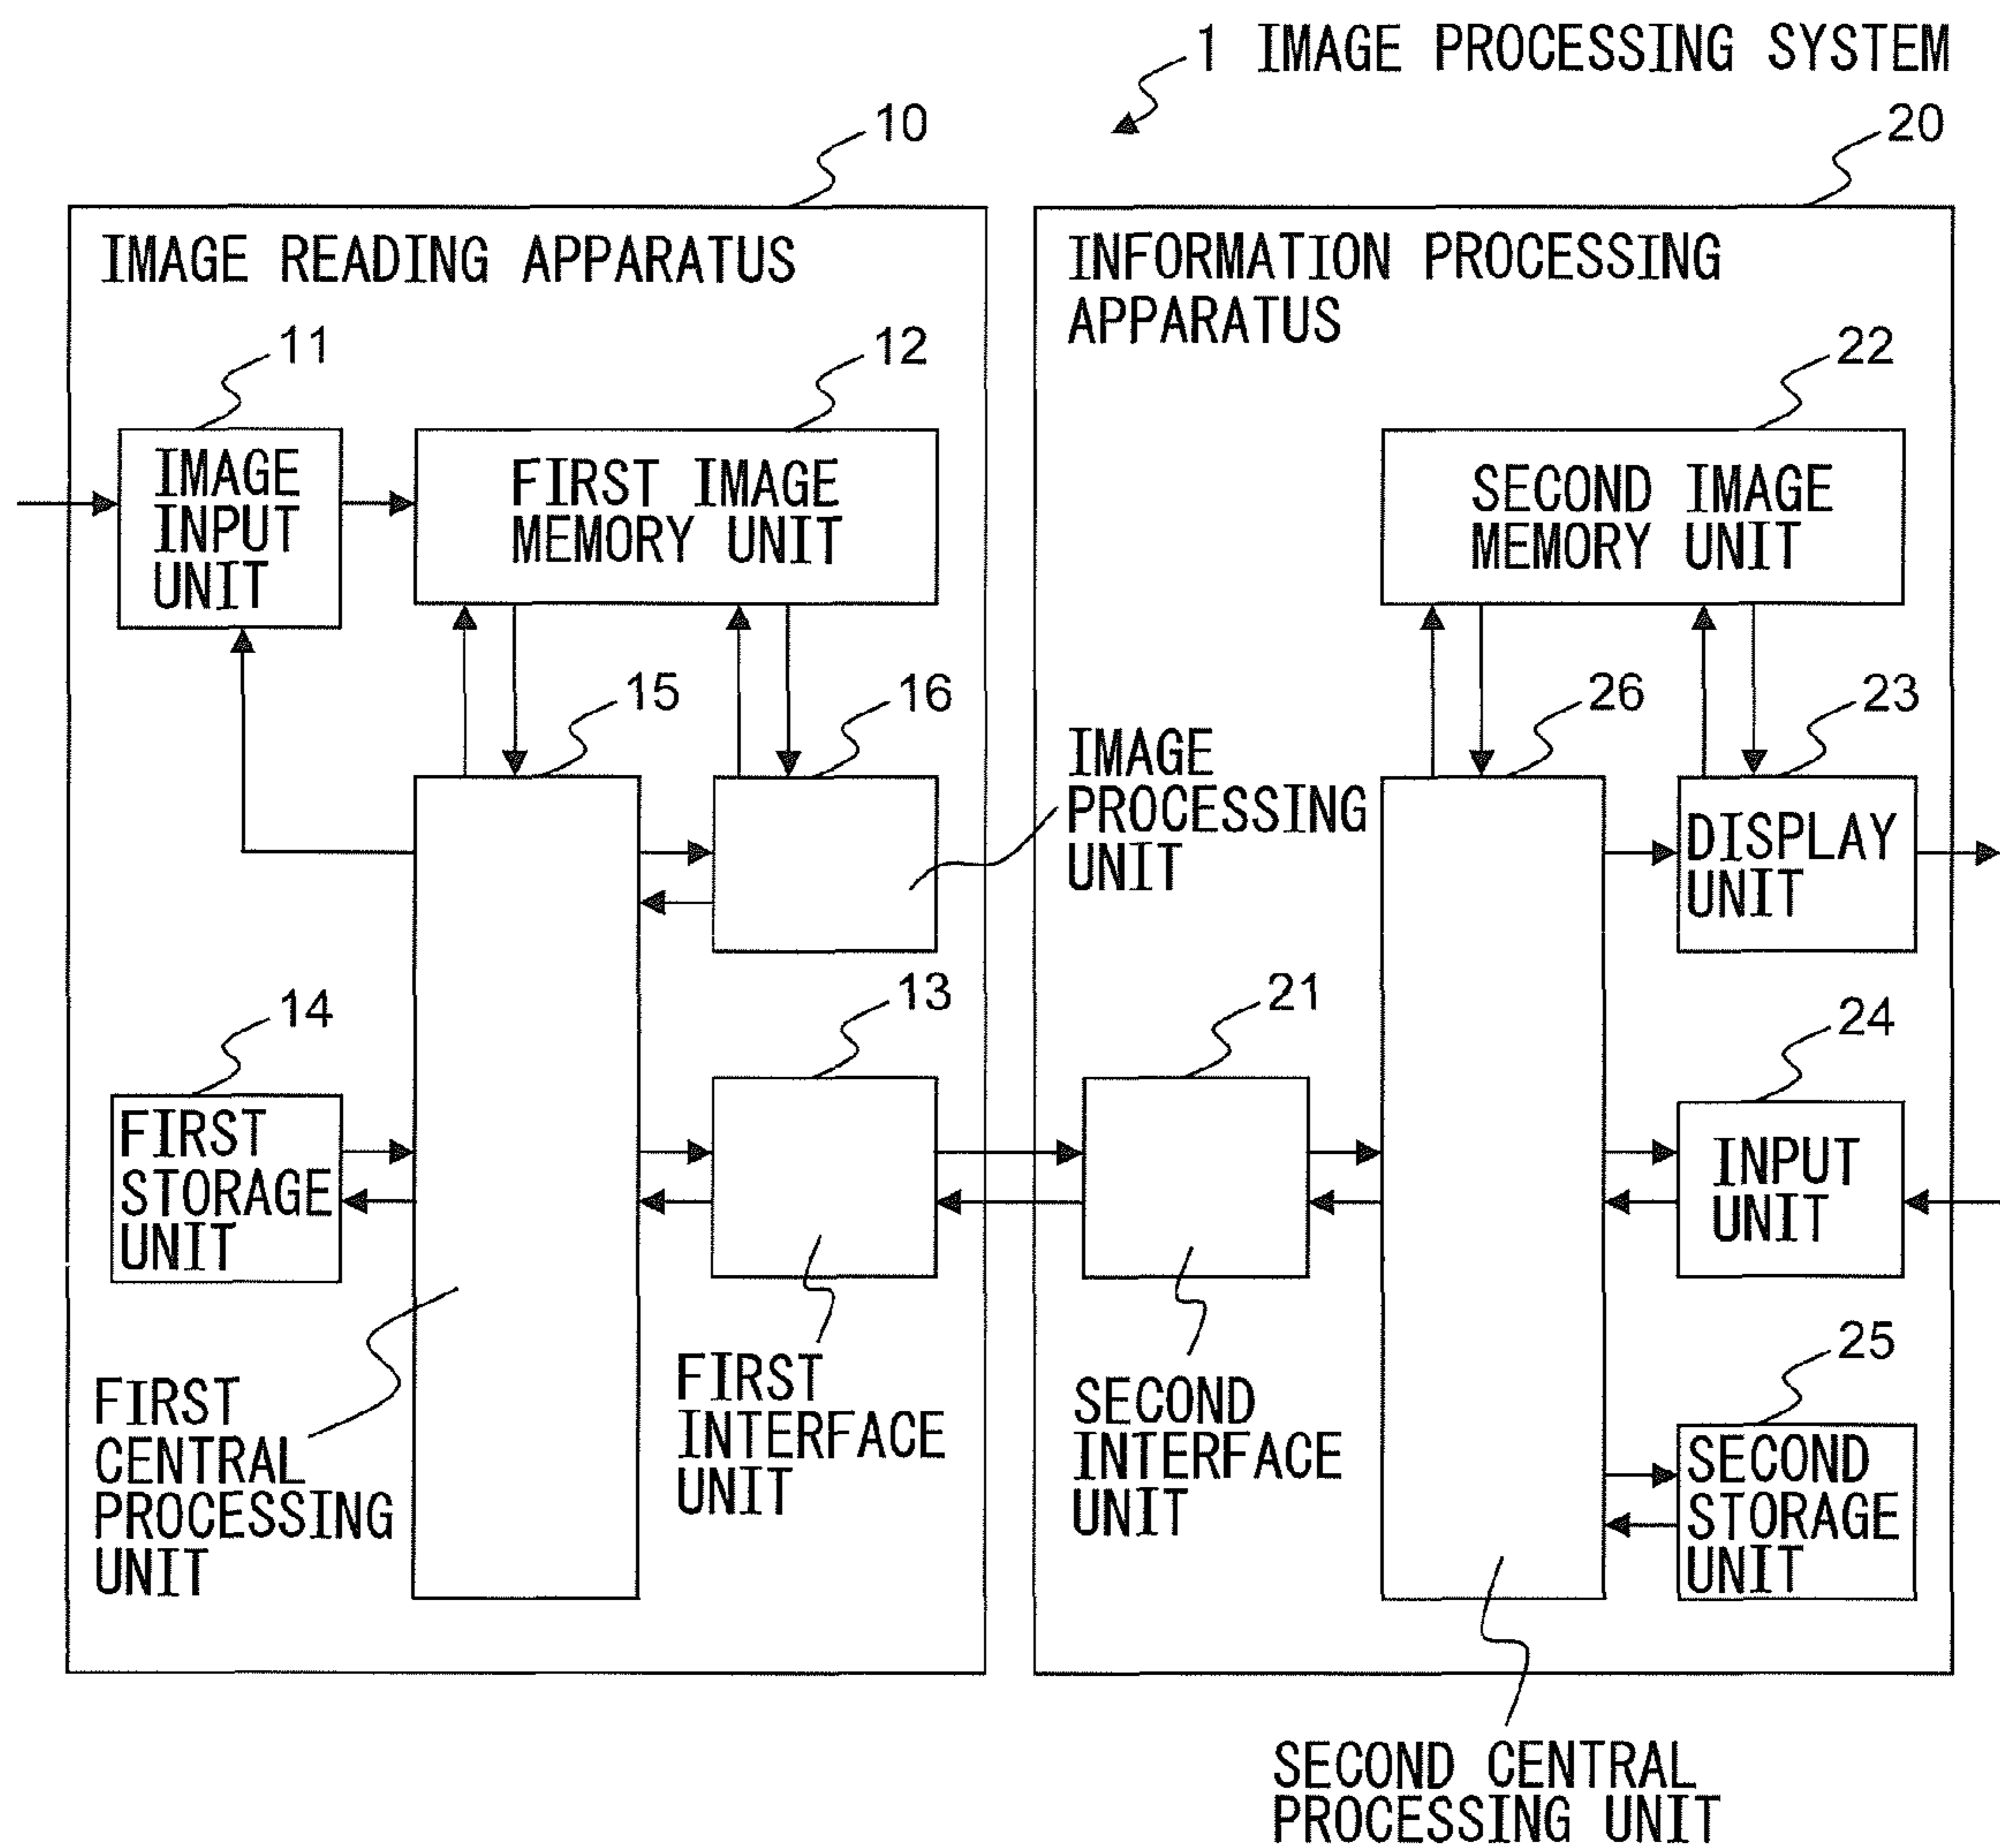 1 IMAGE PROCESSING SYSTEM
10
20
IMAGE READING APPARATUS
INFORMATION PROCESSING
APPARATUS
11
12
22
IMAGE
INPUT
UNIT
FIRST IMAGE
MEMORY UNIT
SECOND IMAGE
MEMORY UNIT
15
16
26
23
IMAGE
PROCESSING
UNIT
DISPLAY
UNIT
14
13
21
24
FIRST
STORAGE
UNIT
INPUT
UNIT
25
FIRST
CENTRAL
PROCESSING
UNIT
FIRST
INTERFACE
UNIT
SECOND
INTERFACE
UNIT
SECOND
STORAGE
UNIT
SECOND CENTRAL
PROCESSING UNIT